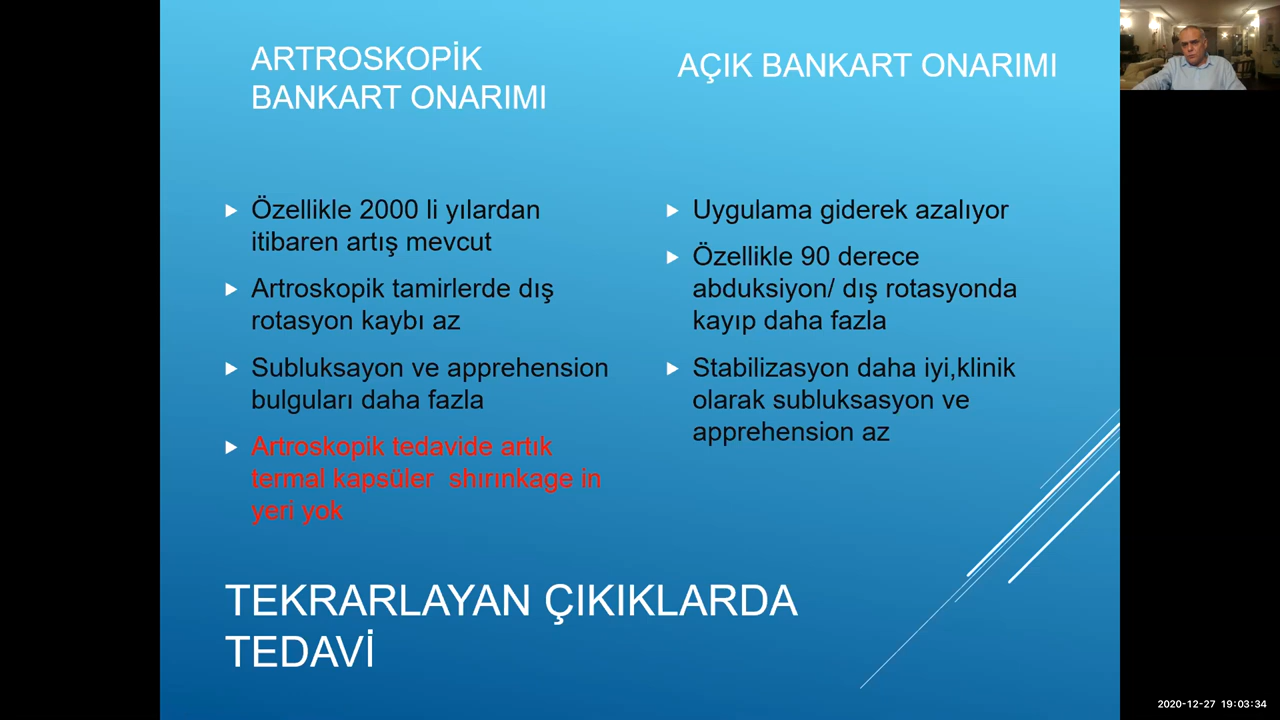 ARTROSKOPİK
BANKART ONARIMI
Özellikle 2000 li yılardan
itibaren artış mevcut
Artroskopik tamirlerde dış
rotasyon kaybı az
Subluksayon ve apprehension
bulguları daha fazla
Artroskopik tedavide artık
termal kapsüler  shırınkage in
yeri yok
AÇIK BANKART ONARIMI
Uygulama giderek azalıyor
Özellikle 90 derece
abduksiyon/ dış rotasyonda
kayıp daha fazla
Stabilizasyon daha iyi,klinik
olarak subluksasyon ve
apprehension az
TEKRARLAYAN ÇIKIKLARDA
TEDAVİ
2020-12-27 19:03:34